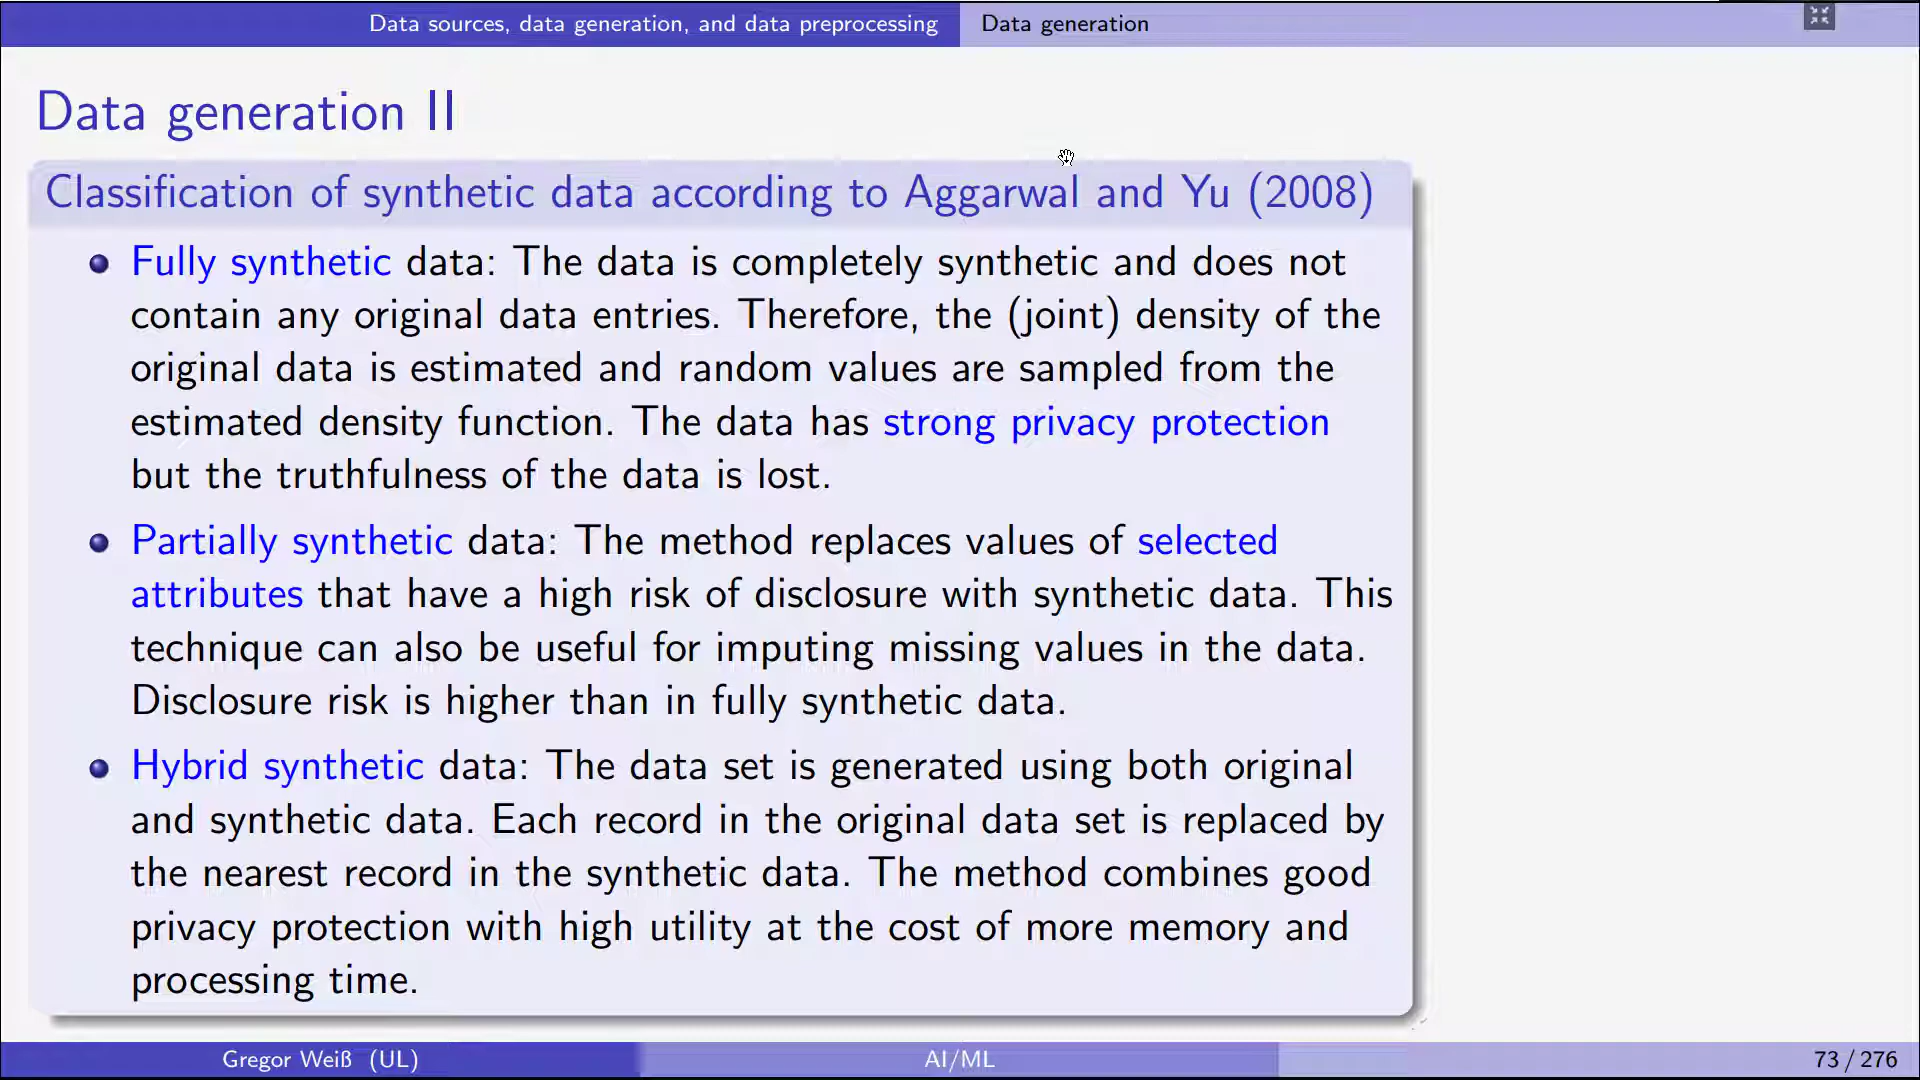 Data sources, data generation, and data preprocessing Data generation
Data generation II
Classification of synthetic data according to Aggarwal and Yu (2008)
Fully synthetic data: The data is completely synthetic and does not
contain any original data entries. Therefore, the (joint) density of the
original data is estimated and random values are sampled from the
estimated density function. The data has strong privacy protection
but the truthfulness of the data is lost.
Partially synthetic data: The method replaces values of selected
attributes that have a high risk of disclosure with synthetic data. This
technique can also be useful for imputing missing values in the data.
Disclosure risk is higher than in fully synthetic data.
Hybrid synthetic data: The data set is generated using both original
and synthetic data. Each record in the original data set is replaced by
the nearest record in the synthetic data. The method combines good
privacy protection with high utility at the cost of more memory and
processing time.
Gregor Weiß (UL) AI/ML 73 / 276